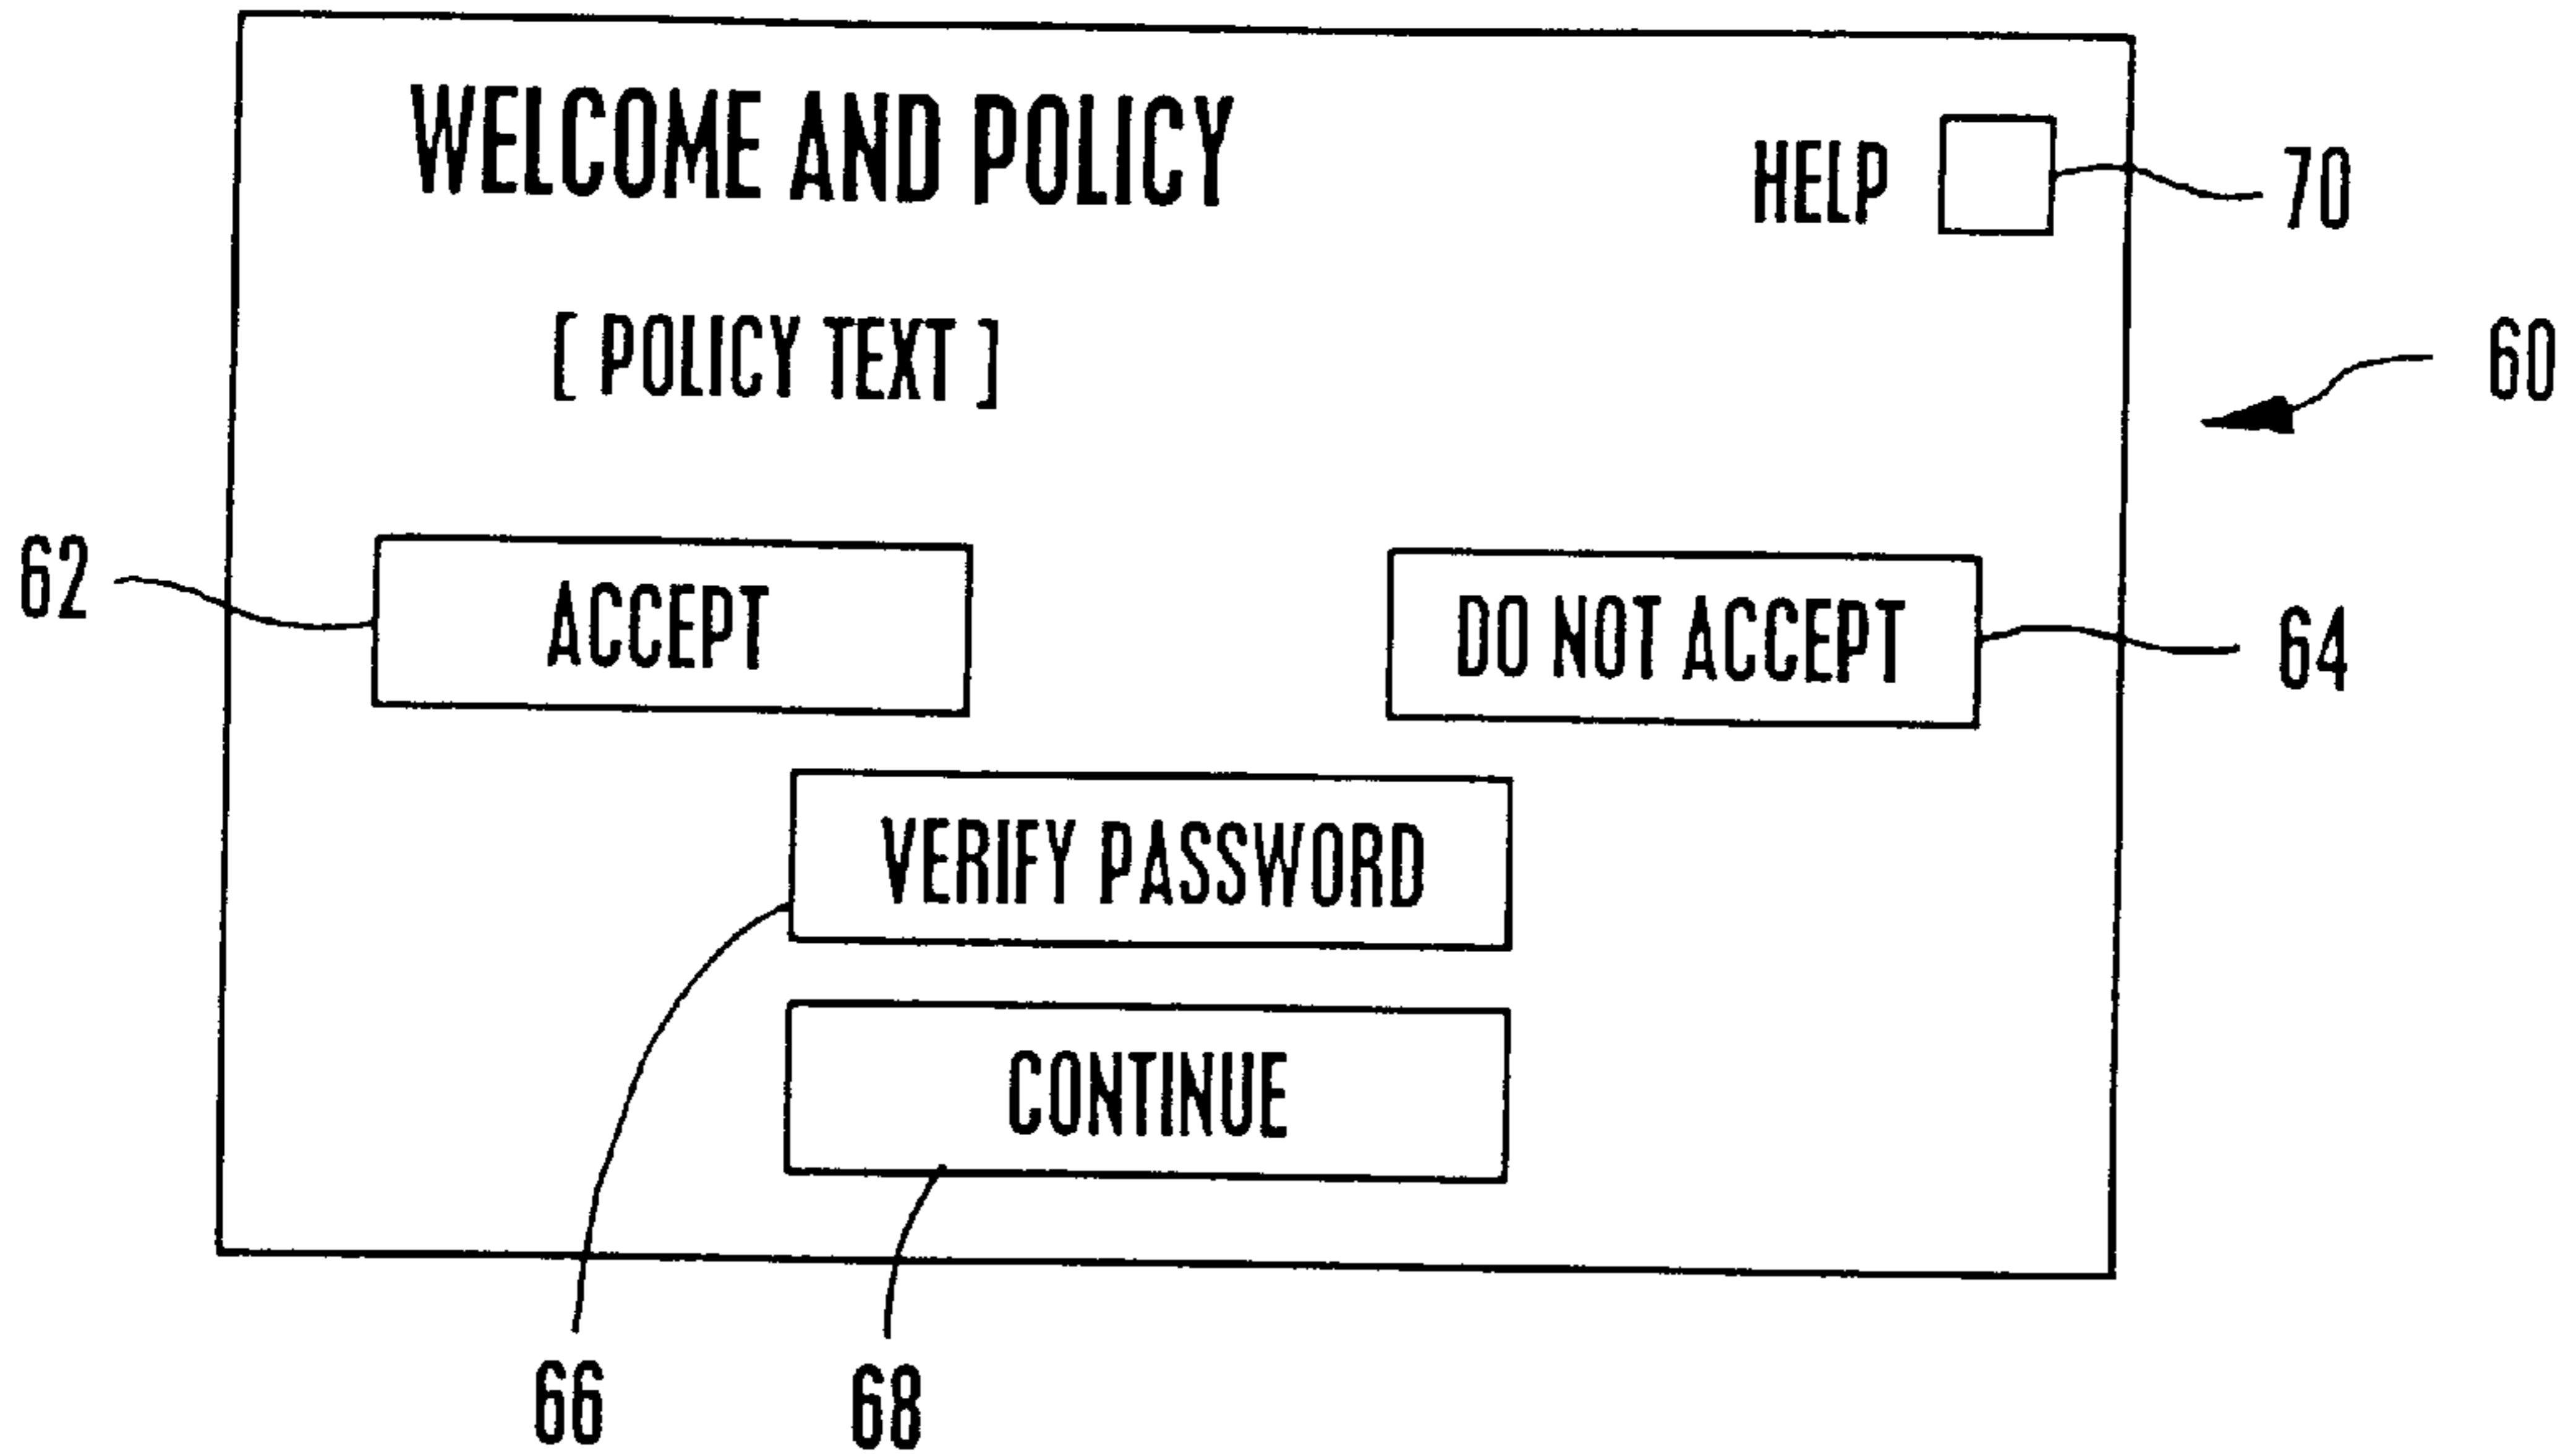 WELCOME AND POLICY
HELP
70
[ POLICY TEXT ]
60
62
ACCEPT
DO NOT ACCEPT
64
VERIFY PASSWORD
CONTINUE
66
68